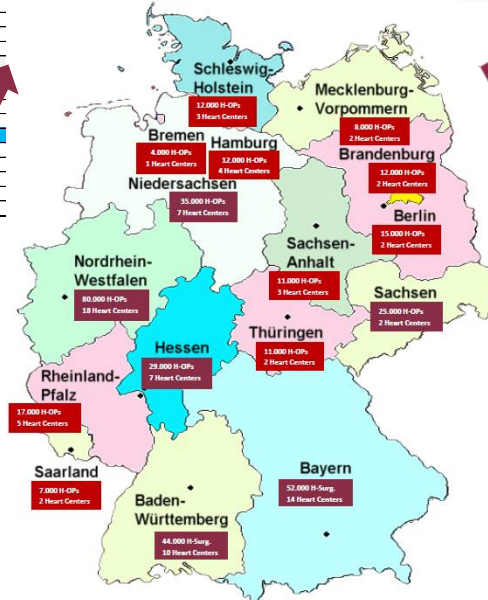 Schleswig-
Holstein
12.000 H-OPs
3 Heart Centers
Mecklenburg-
Vorpommern
8.000 H-OPs
2 Heart Centers
Bremen
4.000 H-OPs
1 Heart Centers
Hamburg
12.000 H-OPs
4 Heart Centers
Brandenburg
12.000 H-OPs
2 Heart Centers
Niedersachsen
35.000 H-OPs
7 Heart Centers
Berlin
15.000 H-OPs
2 Heart Centers
Sachsen-
Anhalt
11.000 H-OPs
3 Heart Centers
Nordrhein-
Westfalen
80.000 H-OPs
18 Heart Centers
Sachsen
25.000 H-OPs
2 Heart Centers
Thüringen
11.000 H-OPs
2 Heart Centers
Hessen
29.000 H-OPs
7 Heart Centers
Rheinland-
Pfalz
17.000 H-OPs
5 Heart Centers
Saarland
7.000 H-OPs
2 Heart Centers
Bayern
52.000 H-Surg.
14 Heart Centers
Baden-
Württemberg
44.000 H-Surg.
10 Heart Centers